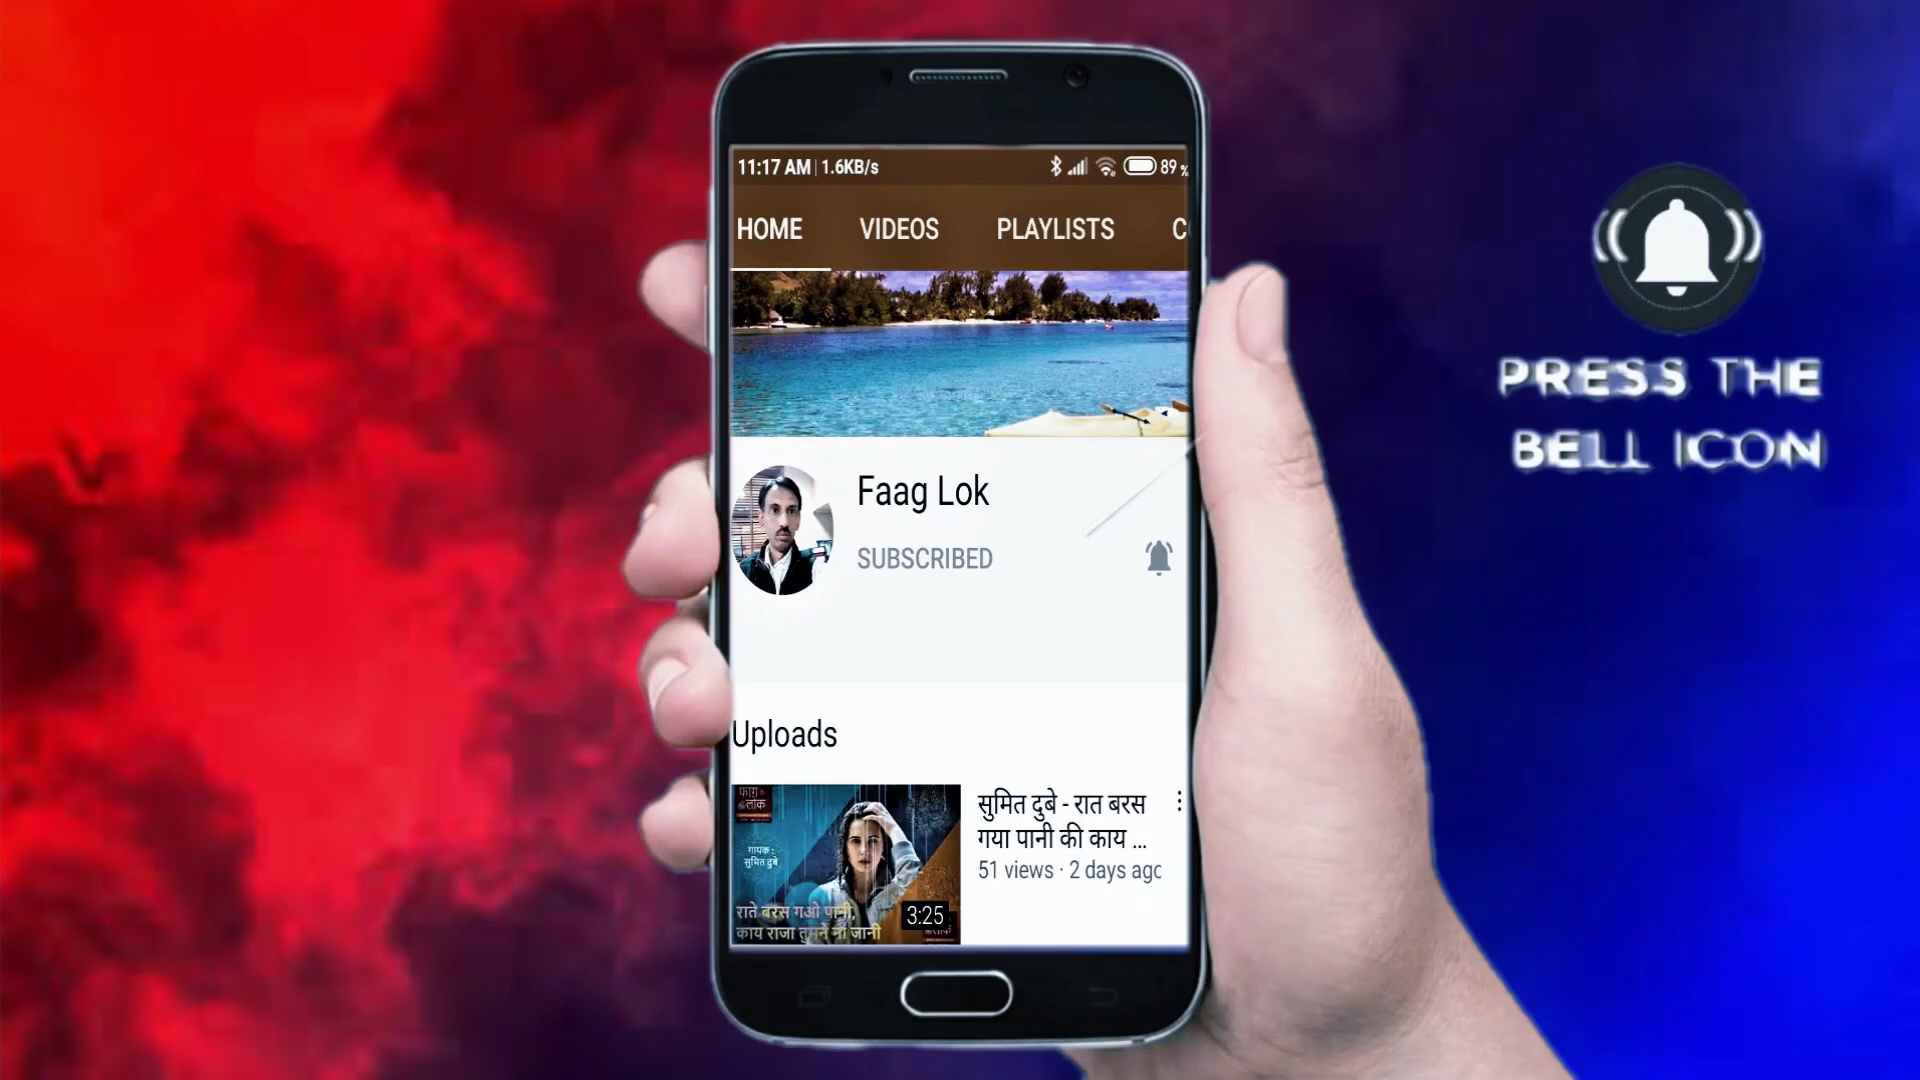 11:17 AM | 1.6KB/s
89 %
HOME VIDEOS PLAYLISTS C
Faag Lok
SUBSCRIBED
Uploads
फाग
लोक
गायक :
सुमित दुबे
राते बरस गओ पानी,
काय राजा तुमने ना जानी
3:25
सुमित दुबे - रात बरस
गया पानी की काय ...
51 views · 2 days ago
PRESS THE
BELL ICON